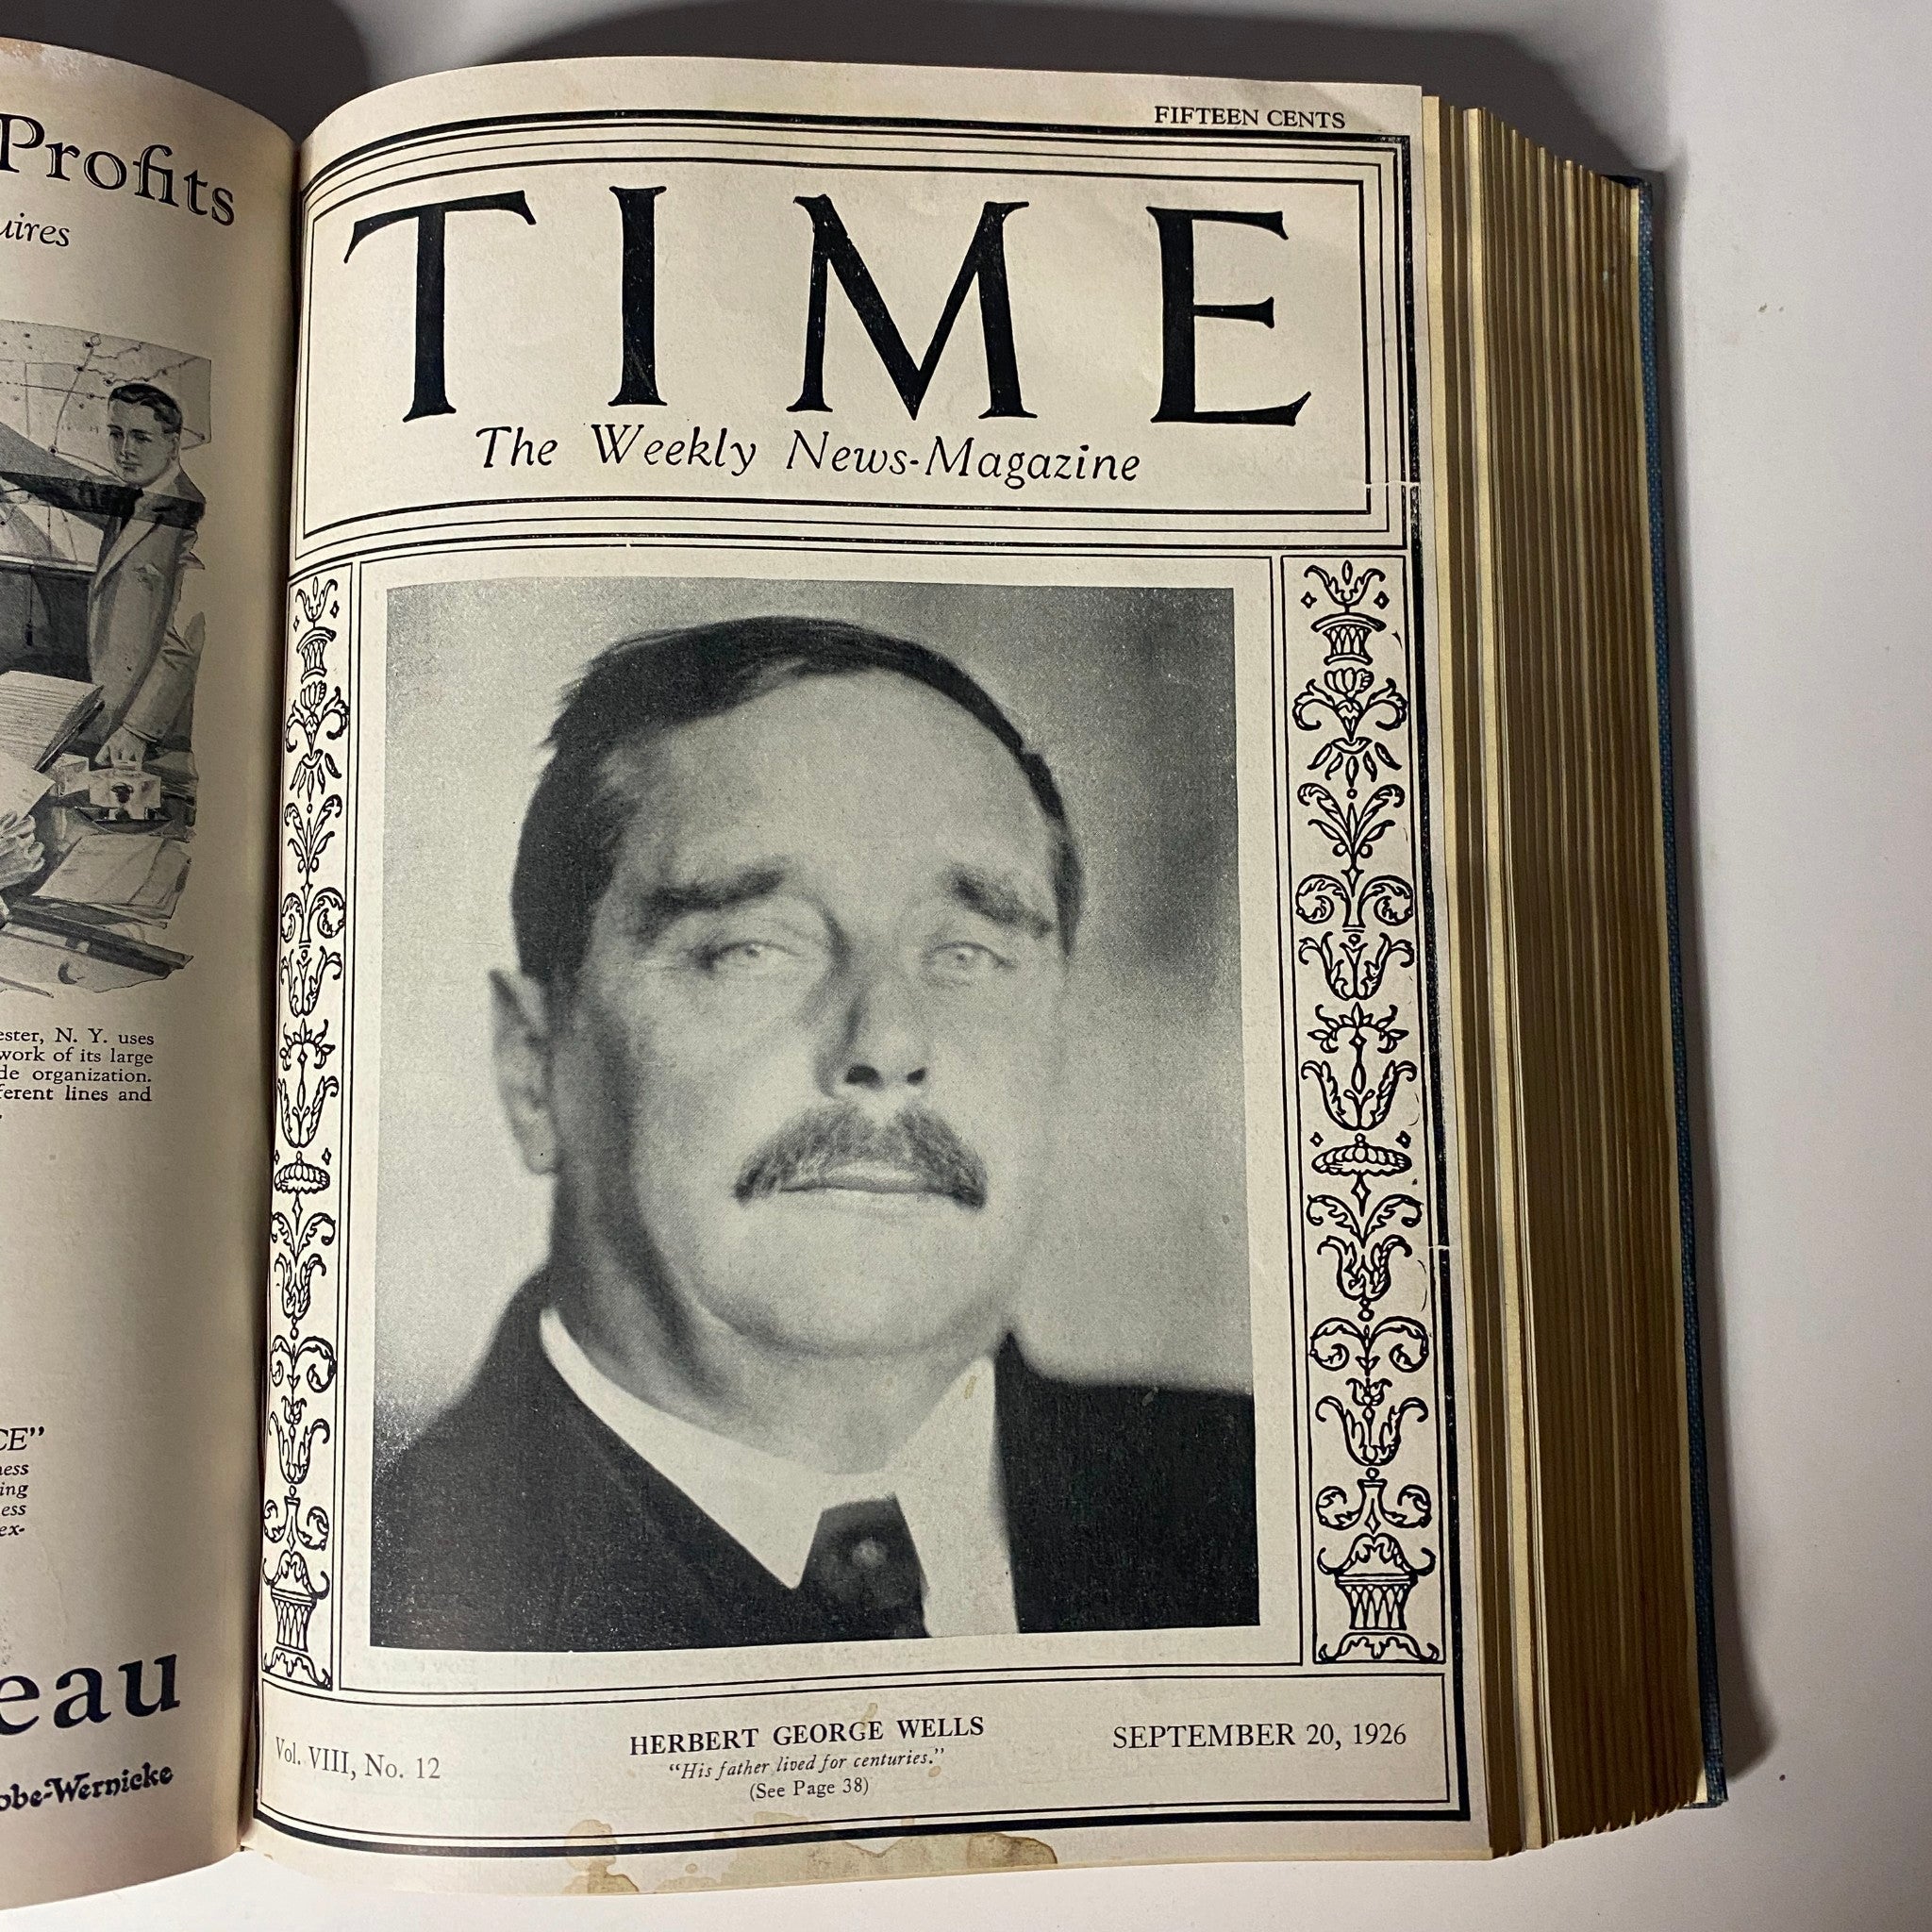 Profits
ester, N. Y. uses
work of its large
de organization.
ferent lines and
CE"
ness
ing
ess
ex-
eau
obe-Wernicke
FIFTEEN CENTS
TIME
The Weekly News-Magazine
Vol. VIII, No. 12
HERBERT GEORGE WELLS
"His father lived for centuries."
(See Page 38)
SEPTEMBER 20, 1926